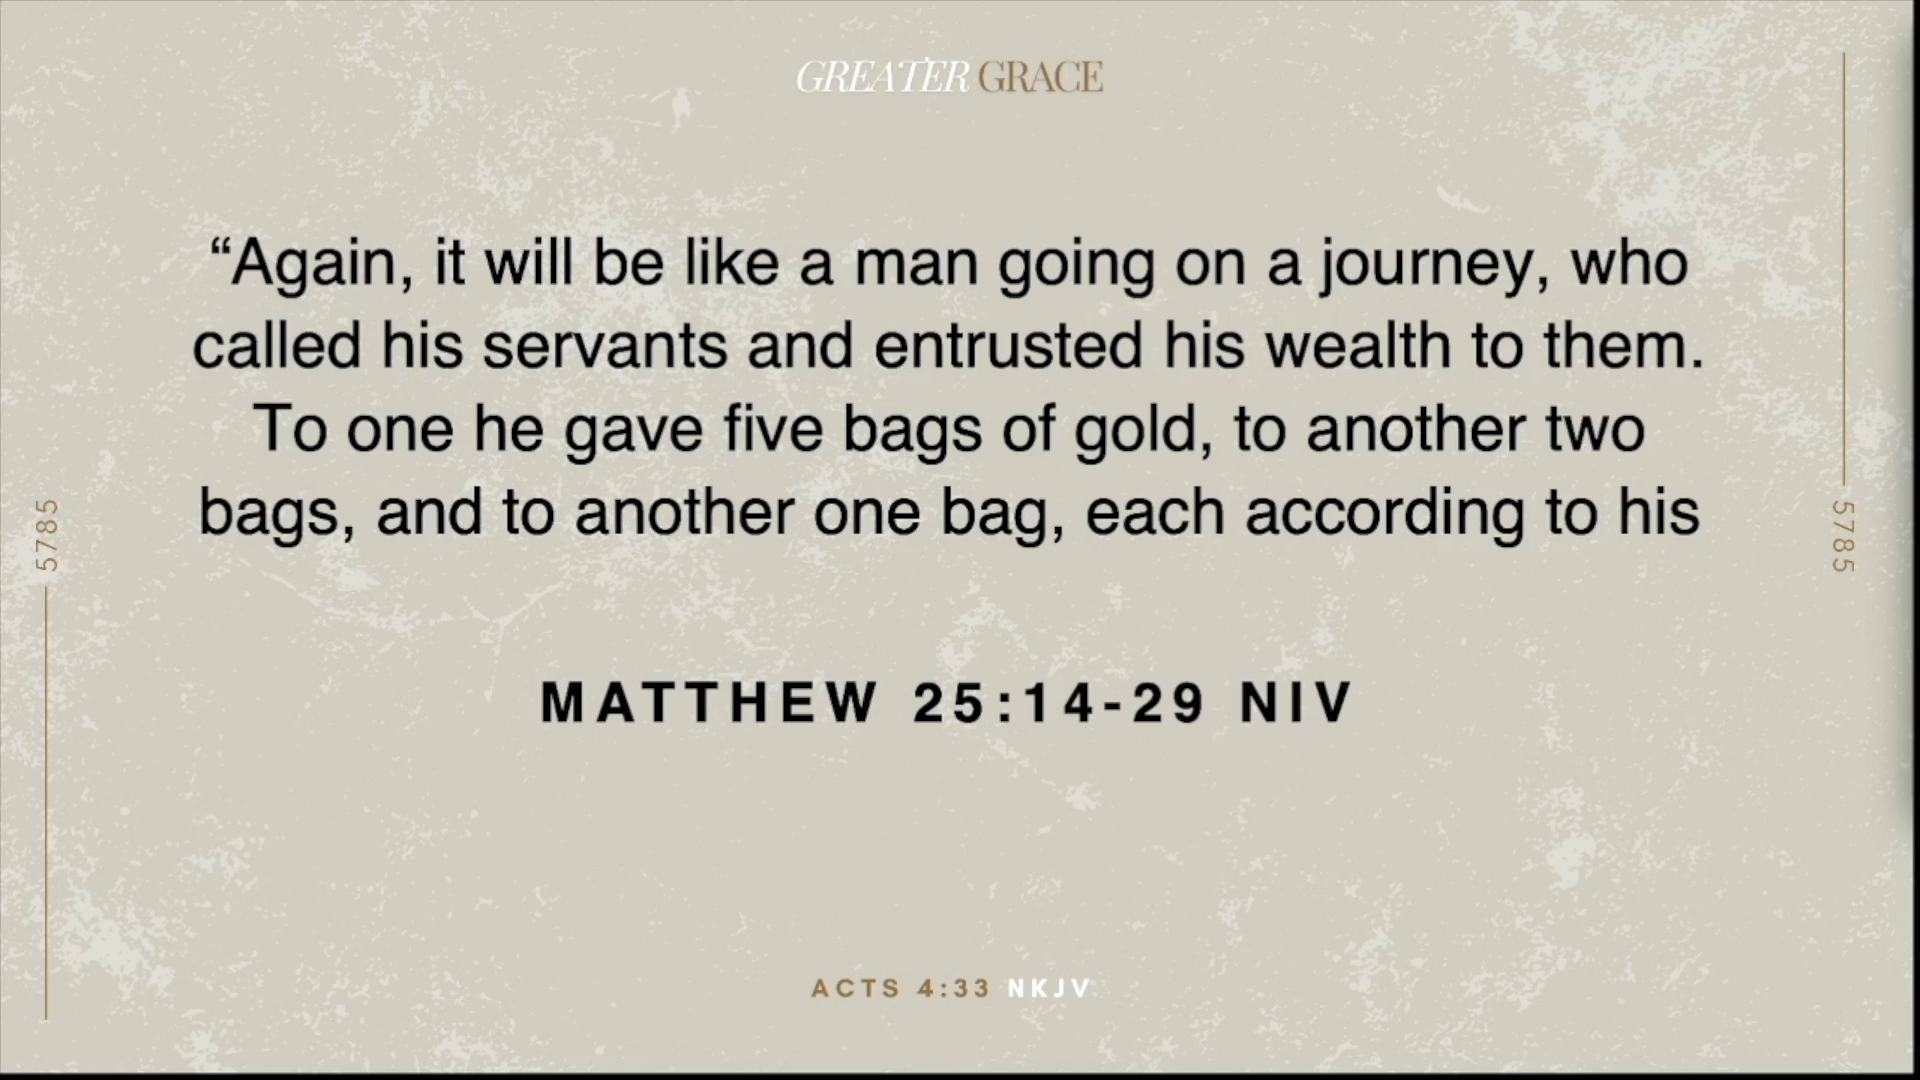 GREATER GRACE
“Again, it will be like a man going on a journey, who
called his servants and entrusted his wealth to them.
To one he gave five bags of gold, to another two
bags, and to another one bag, each according to his
5785
5785
MATTHEW 25:14-29 NIV
ACTS 4:33 NKJV